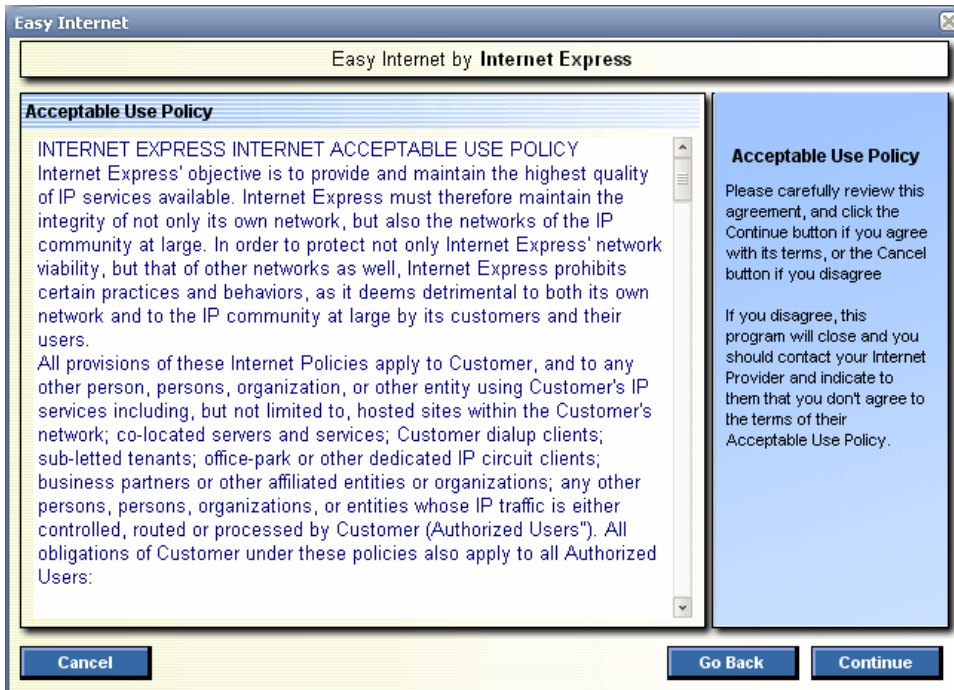 Easy Internet
Easy Internet by Internet Express
Acceptable Use Policy
INTERNET EXPRESS INTERNET ACCEPTABLE USE POLICY
Internet Express' objective is to provide and maintain the highest quality
of IP services available. Internet Express must therefore maintain the
integrity of not only its own network, but also the networks of the IP
community at large. In order to protect not only Internet Express' network
viability, but that of other networks as well, Internet Express prohibits
certain practices and behaviors, as it deems detrimental to both its own
network and to the IP community at large by its customers and their
users.
All provisions of these Internet Policies apply to Customer, and to any
other person, persons, organization, or other entity using Customer's IP
services including, but not limited to, hosted sites within the Customer's
network; co-located servers and services; Customer dialup clients;
sub-letted tenants; office-park or other dedicated IP circuit clients;
business partners or other affiliated entities or organizations; any other
persons, persons, organizations, or entities whose IP traffic is either
controlled, routed or processed by Customer (Authorized Users"). All
obligations of Customer under these policies also apply to all Authorized
Users:
Acceptable Use Policy
Please carefully review this
agreement, and click the
Continue button if you agree
with its terms, or the Cancel
button if you disagree
If you disagree, this
program will close and you
should contact your Internet
Provider and indicate to
them that you don't agree to
the terms of their
Acceptable Use Policy.
Cancel
Go Back
Continue